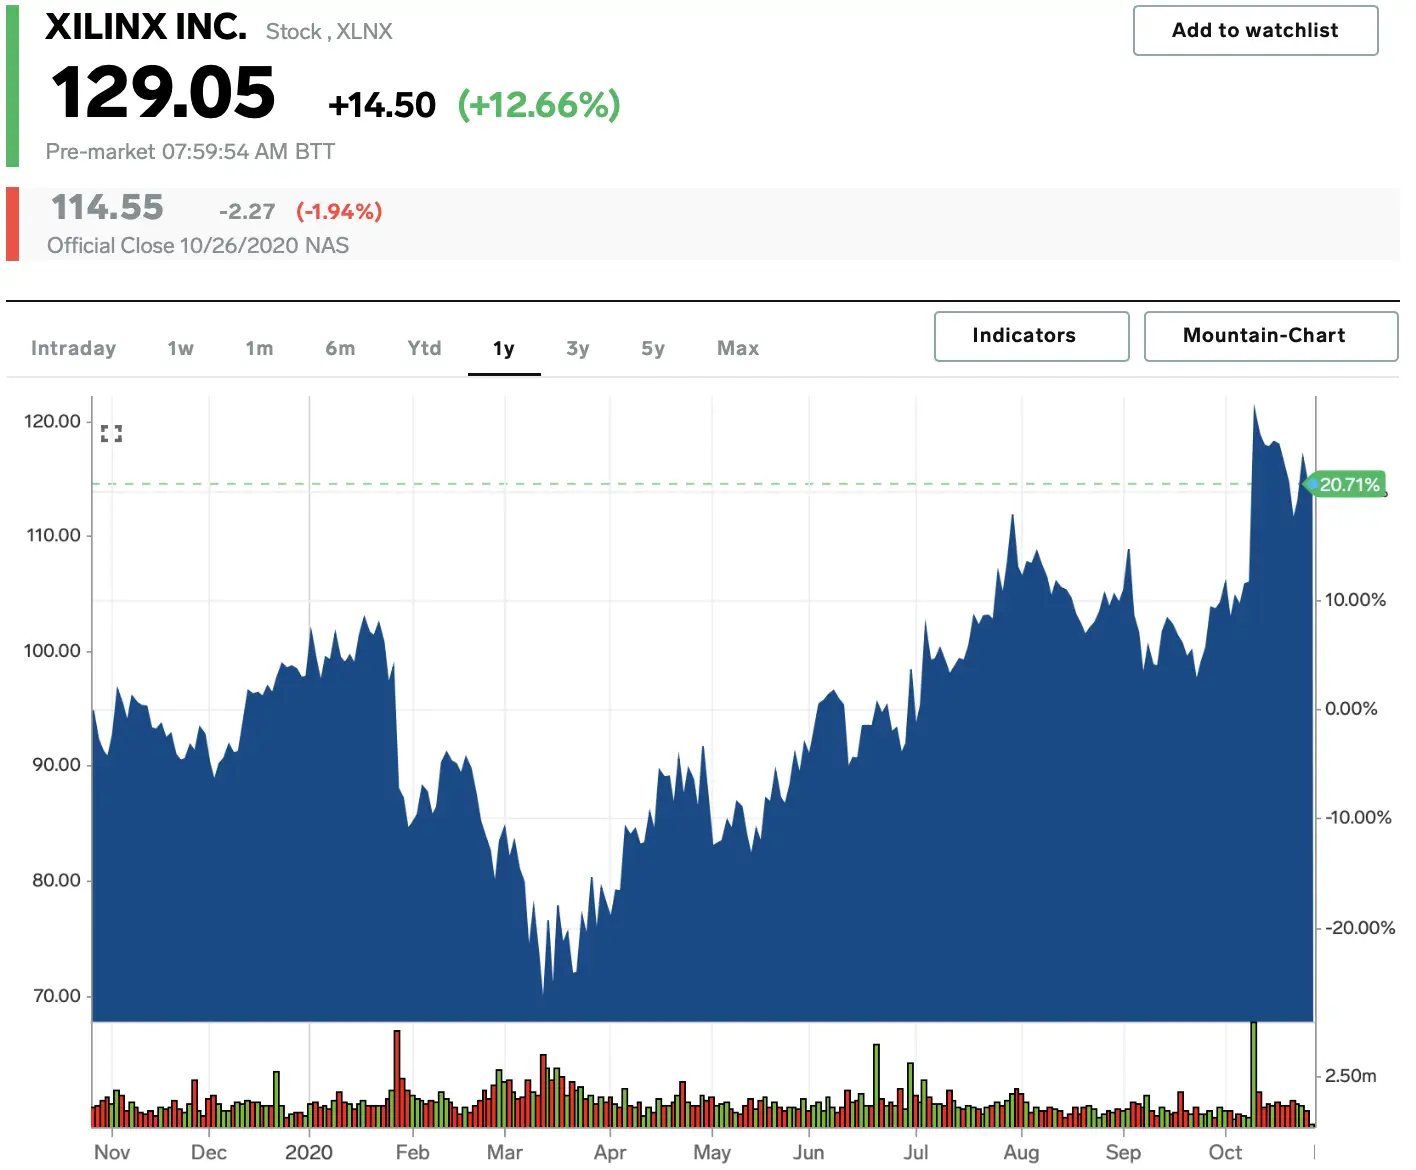 XILINX INC. Stock , XLNX
Add to watchlist
129.05 +14.50 (+12.66%)
Pre-market 07:59:54 AM BTT
114.55 -2.27 (-1.94%)
Official Close 10/26/2020 NAS
Intraday 1w 1m 6m Ytd 1y 3y 5y Max
Indicators
Mountain-Chart
120.00
20.71%
110.00
10.00%
100.00
0.00%
90.00
-10.00%
80.00
-20.00%
70.00
2.50m
Nov Dec 2020 Feb Mar Apr May Jun Jul Aug Sep Oct